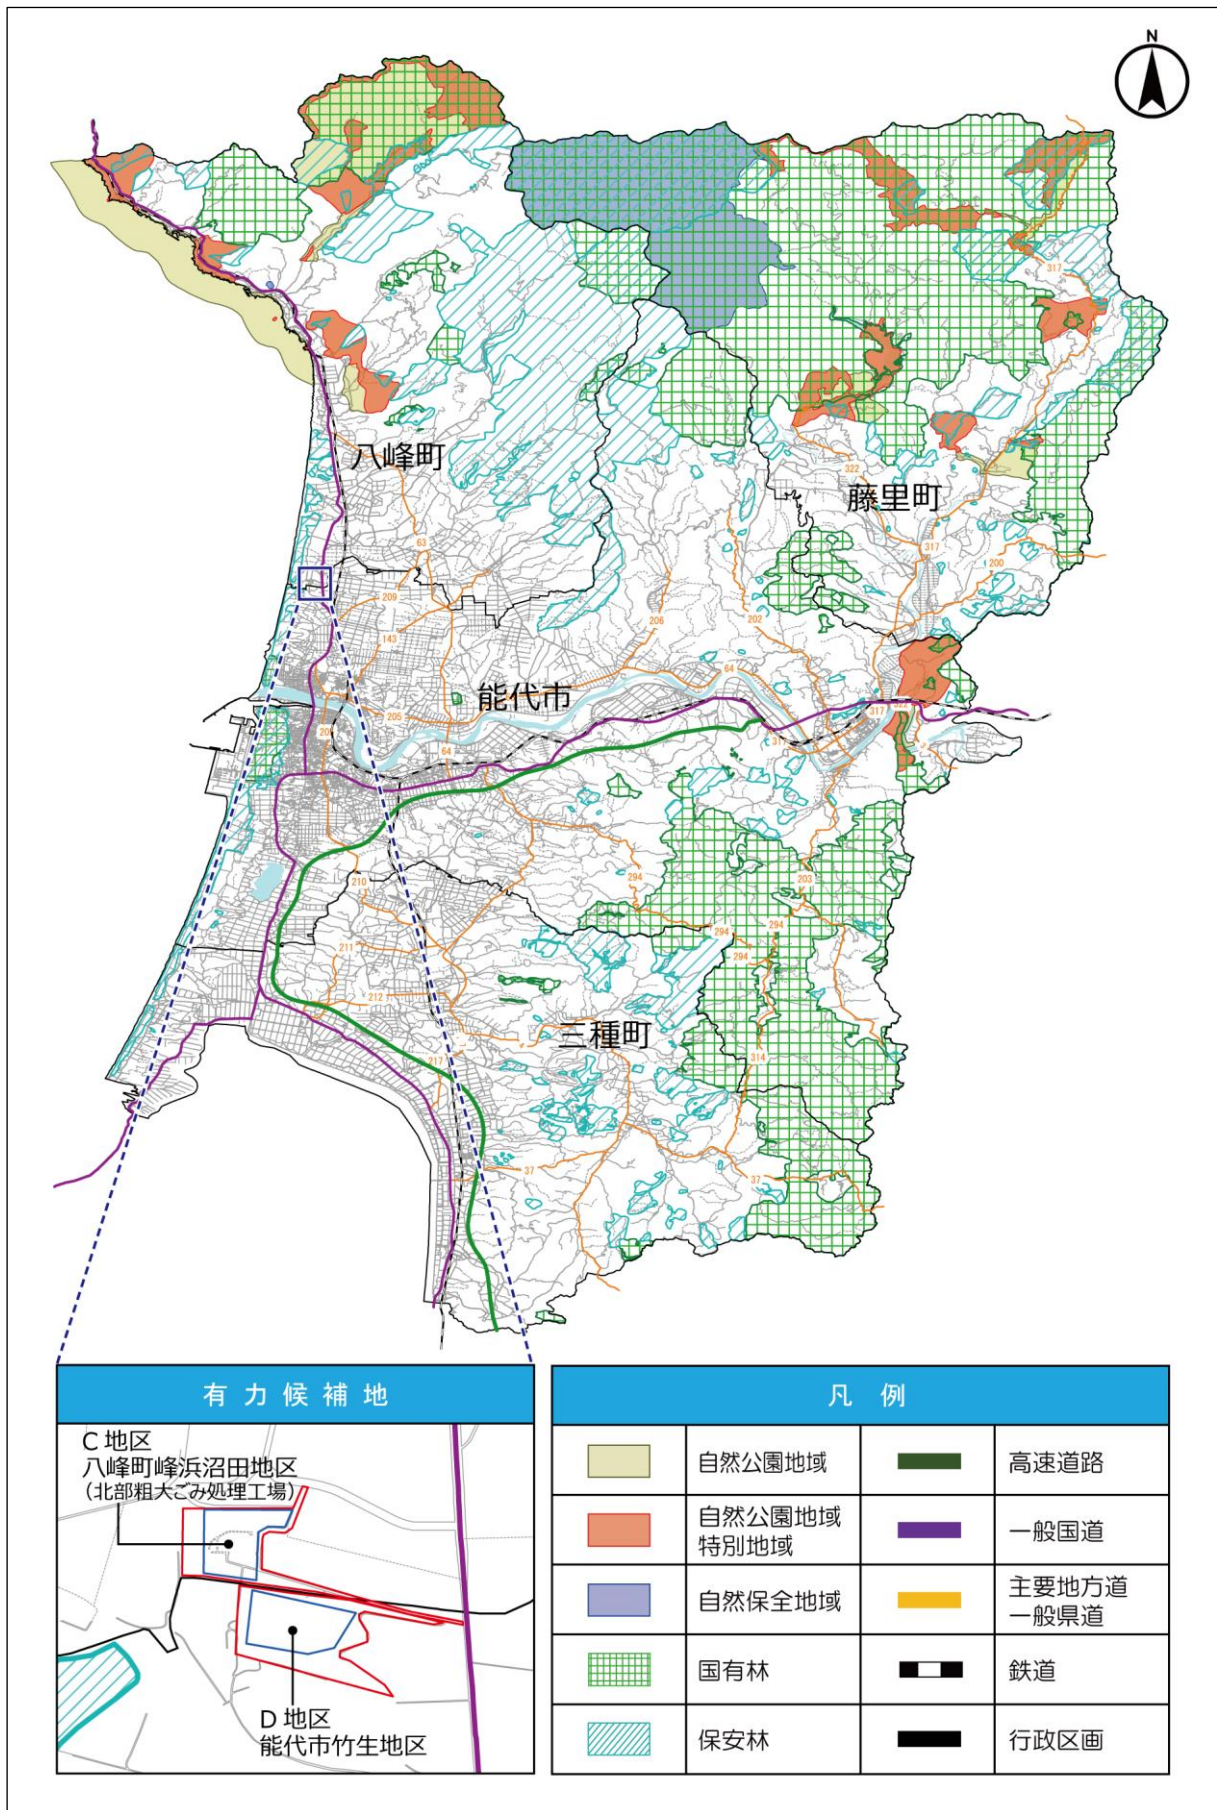 N
317
八峰町
322
藤里町
63
317
200
209
206
202
143
64
能代市
205
317
322
20
64
31
294
203
210
294
294
211
294
212
三種町
314
217
37
37
有力候補地
C 地区
八峰町峰浜沼田地区
(北部粗大ごみ処理工場)
D 地区
能代市竹生地区
凡 例
自然公園地域
高速道路
自然公園地域
特別地域
一般国道
自然保全地域
主要地方道
一般県道
国有林
鉄道
保安林
行政区画